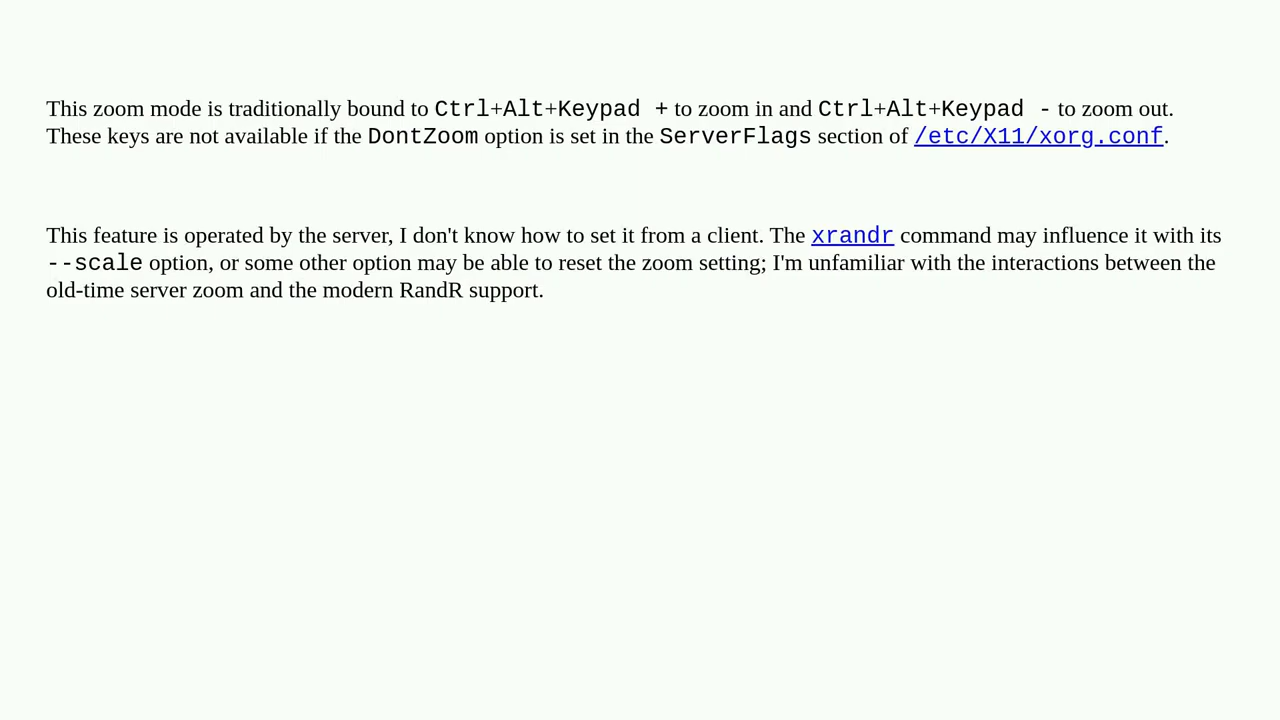 This zoom mode is traditionally bound to Ctrl+Alt+Keypad + to zoom in and Ctrl+Alt+Keypad - to zoom out.
These keys are not available if the DontZoom option is set in the ServerFlags section of /etc/X11/xorg.conf.
This feature is operated by the server, I don't know how to set it from a client. The xrandr command may influence it with its
--scale option, or some other option may be able to reset the zoom setting; I'm unfamiliar with the interactions between the
old-time server zoom and the modern RandR support.